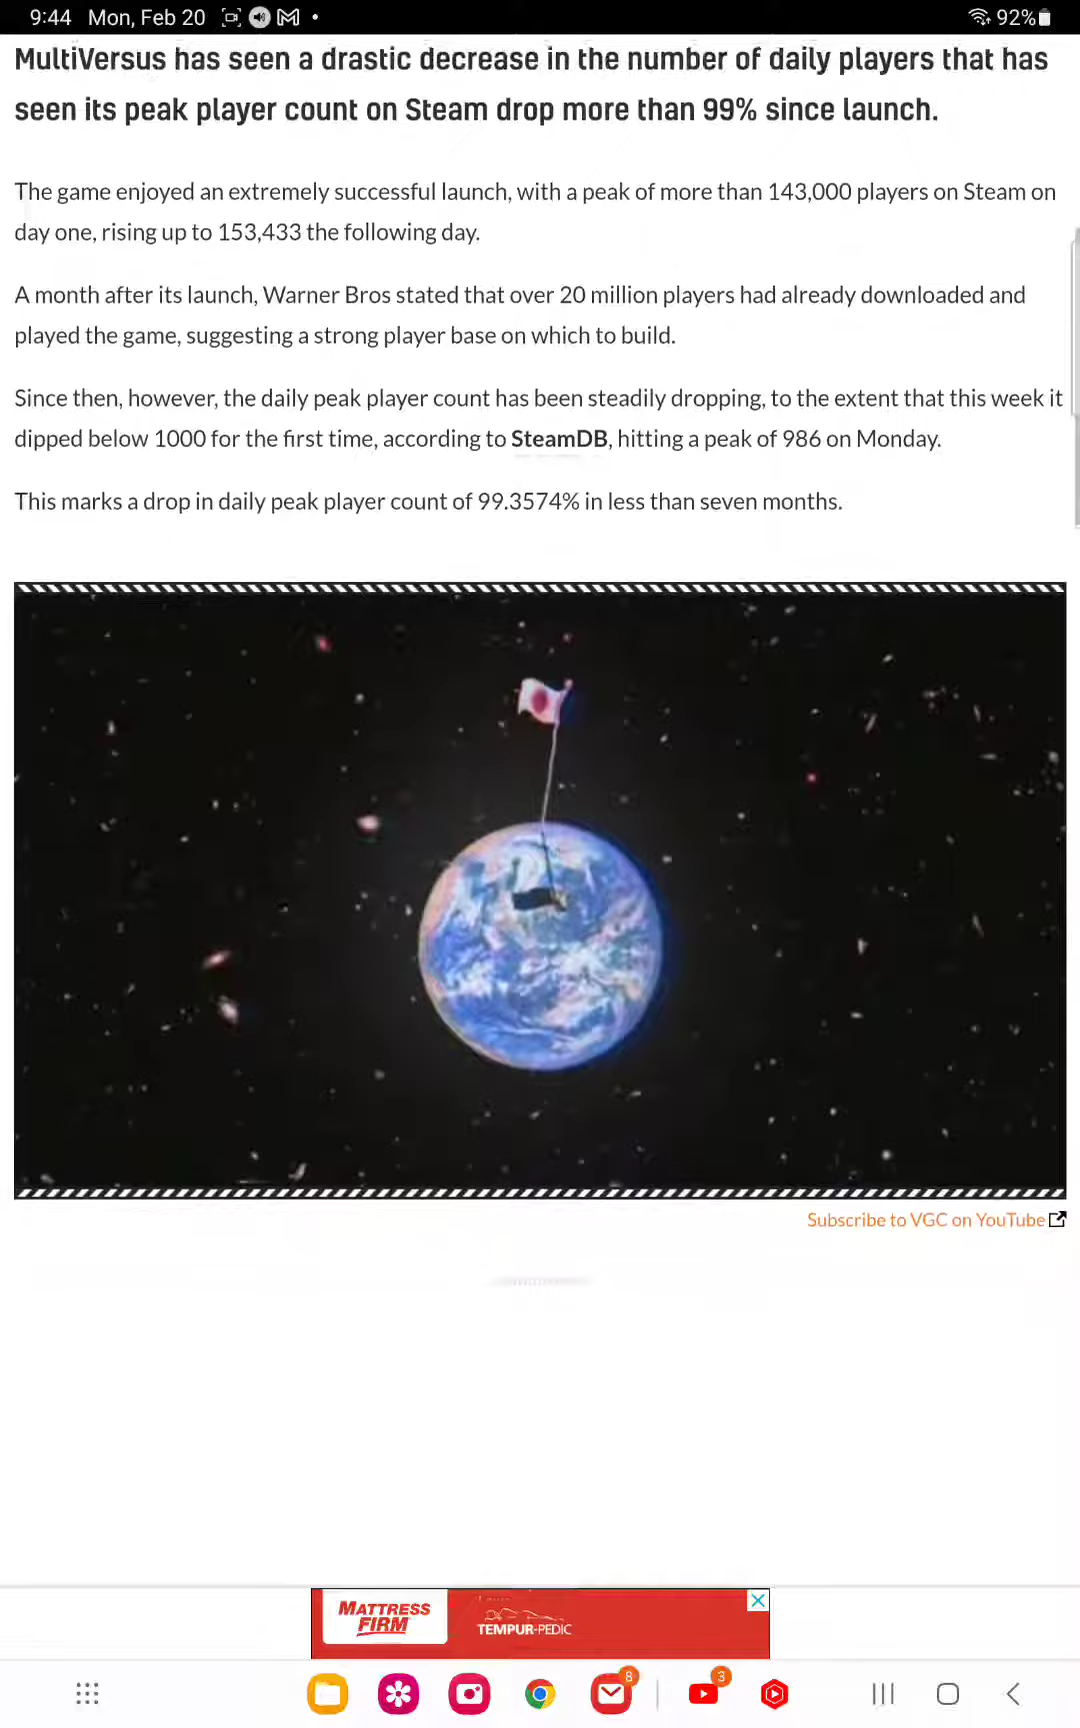 9:44 Mon, Feb 20 92%
MultiVersus has seen a drastic decrease in the number of daily players that has
seen its peak player count on Steam drop more than 99% since launch.
The game enjoyed an extremely successful launch, with a peak of more than 143,000 players on Steam on
day one, rising up to 153,433 the following day.
A month after its launch, Warner Bros stated that over 20 million players had already downloaded and
played the game, suggesting a strong player base on which to build.
Since then, however, the daily peak player count has been steadily dropping, to the extent that this week it
dipped below 1000 for the first time, according to SteamDB, hitting a peak of 986 on Monday.
This marks a drop in daily peak player count of 99.3574% in less than seven months.
Subscribe to VGC on YouTube
MATTRESS
FIRM
TEMPUR-PEDIC
8
3